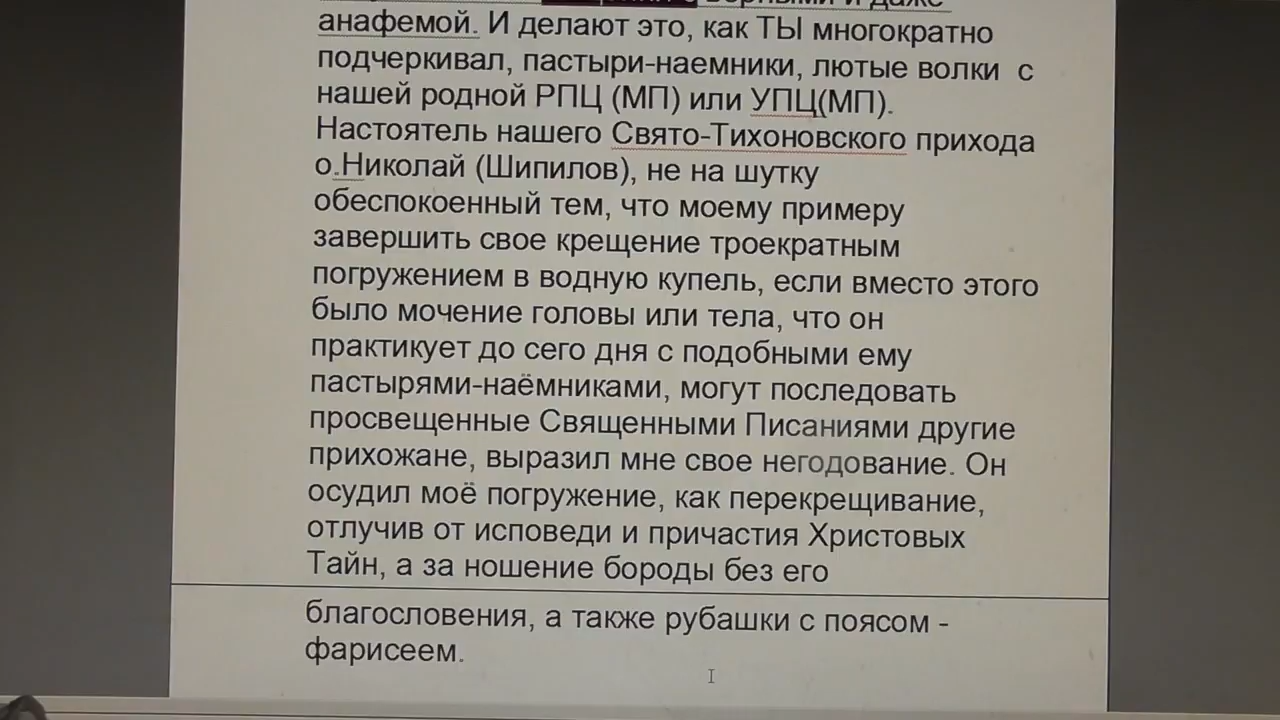 верными и даже
анафемой. И делают это, как ТЫ многократно
подчеркивал, пастыри-наемники, лютые волки с
нашей родной РПЦ (МП) или УПЦ(МП).
Настоятель нашего Свято-Тихоновского прихода
о.Николай (Шипилов), не на шутку
обеспокоенный тем, что моему примеру
завершить свое крещение троекратным
погружением в водную купель, если вместо этого
было мочение головы или тела, что он
практикует до сего дня с подобными ему
пастырями-наёмниками, могут последовать
просвещенные Священными Писаниями другие
прихожане, выразил мне свое негодование. Он
осудил моё погружение, как перекрещивание,
отлучив от исповеди и причастия Христовых
Тайн, а за ношение бороды без его
благословения, а также рубашки с поясом -
фарисеем.